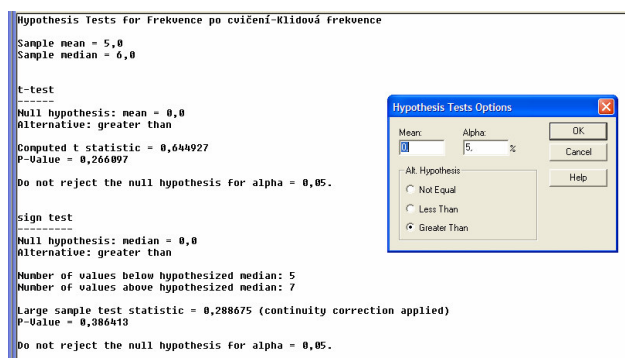 Hypothesis Tests for Frekvence po cvičení-Klidová frekvence
Sample mean = 5,0
Sample median = 6,0
t-test
------
Null hypothesis: mean = 0,0
Alternative: greater than
Computed t statistic = 0,644927
P-Value = 0,266097
Do not reject the null hypothesis for alpha = 0,05.
sign test
---------
Null hypothesis: median = 0,0
Alternative: greater than
Number of values below hypothesized median: 5
Number of values above hypothesized median: 7
Large sample test statistic = 0,288675 (continuity correction applied)
P-Value = 0,386413
Do not reject the null hypothesis for alpha = 0,05.
Hypothesis Tests Options
Mean: Alpha:
0, 5, %
OK
Cancel
Help
Alt. Hypothesis
Not Equal
Less Than
Greater Than